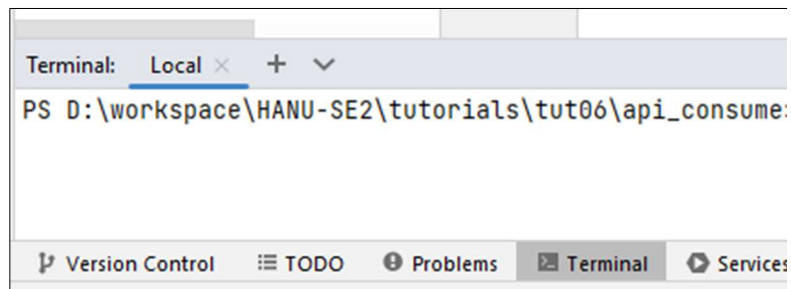 Terminal: Local × + ⌄
PS D:\workspace\HANU-SE2\tutorials\tut06\api_consume>
Version Control TODO Problems Terminal Services